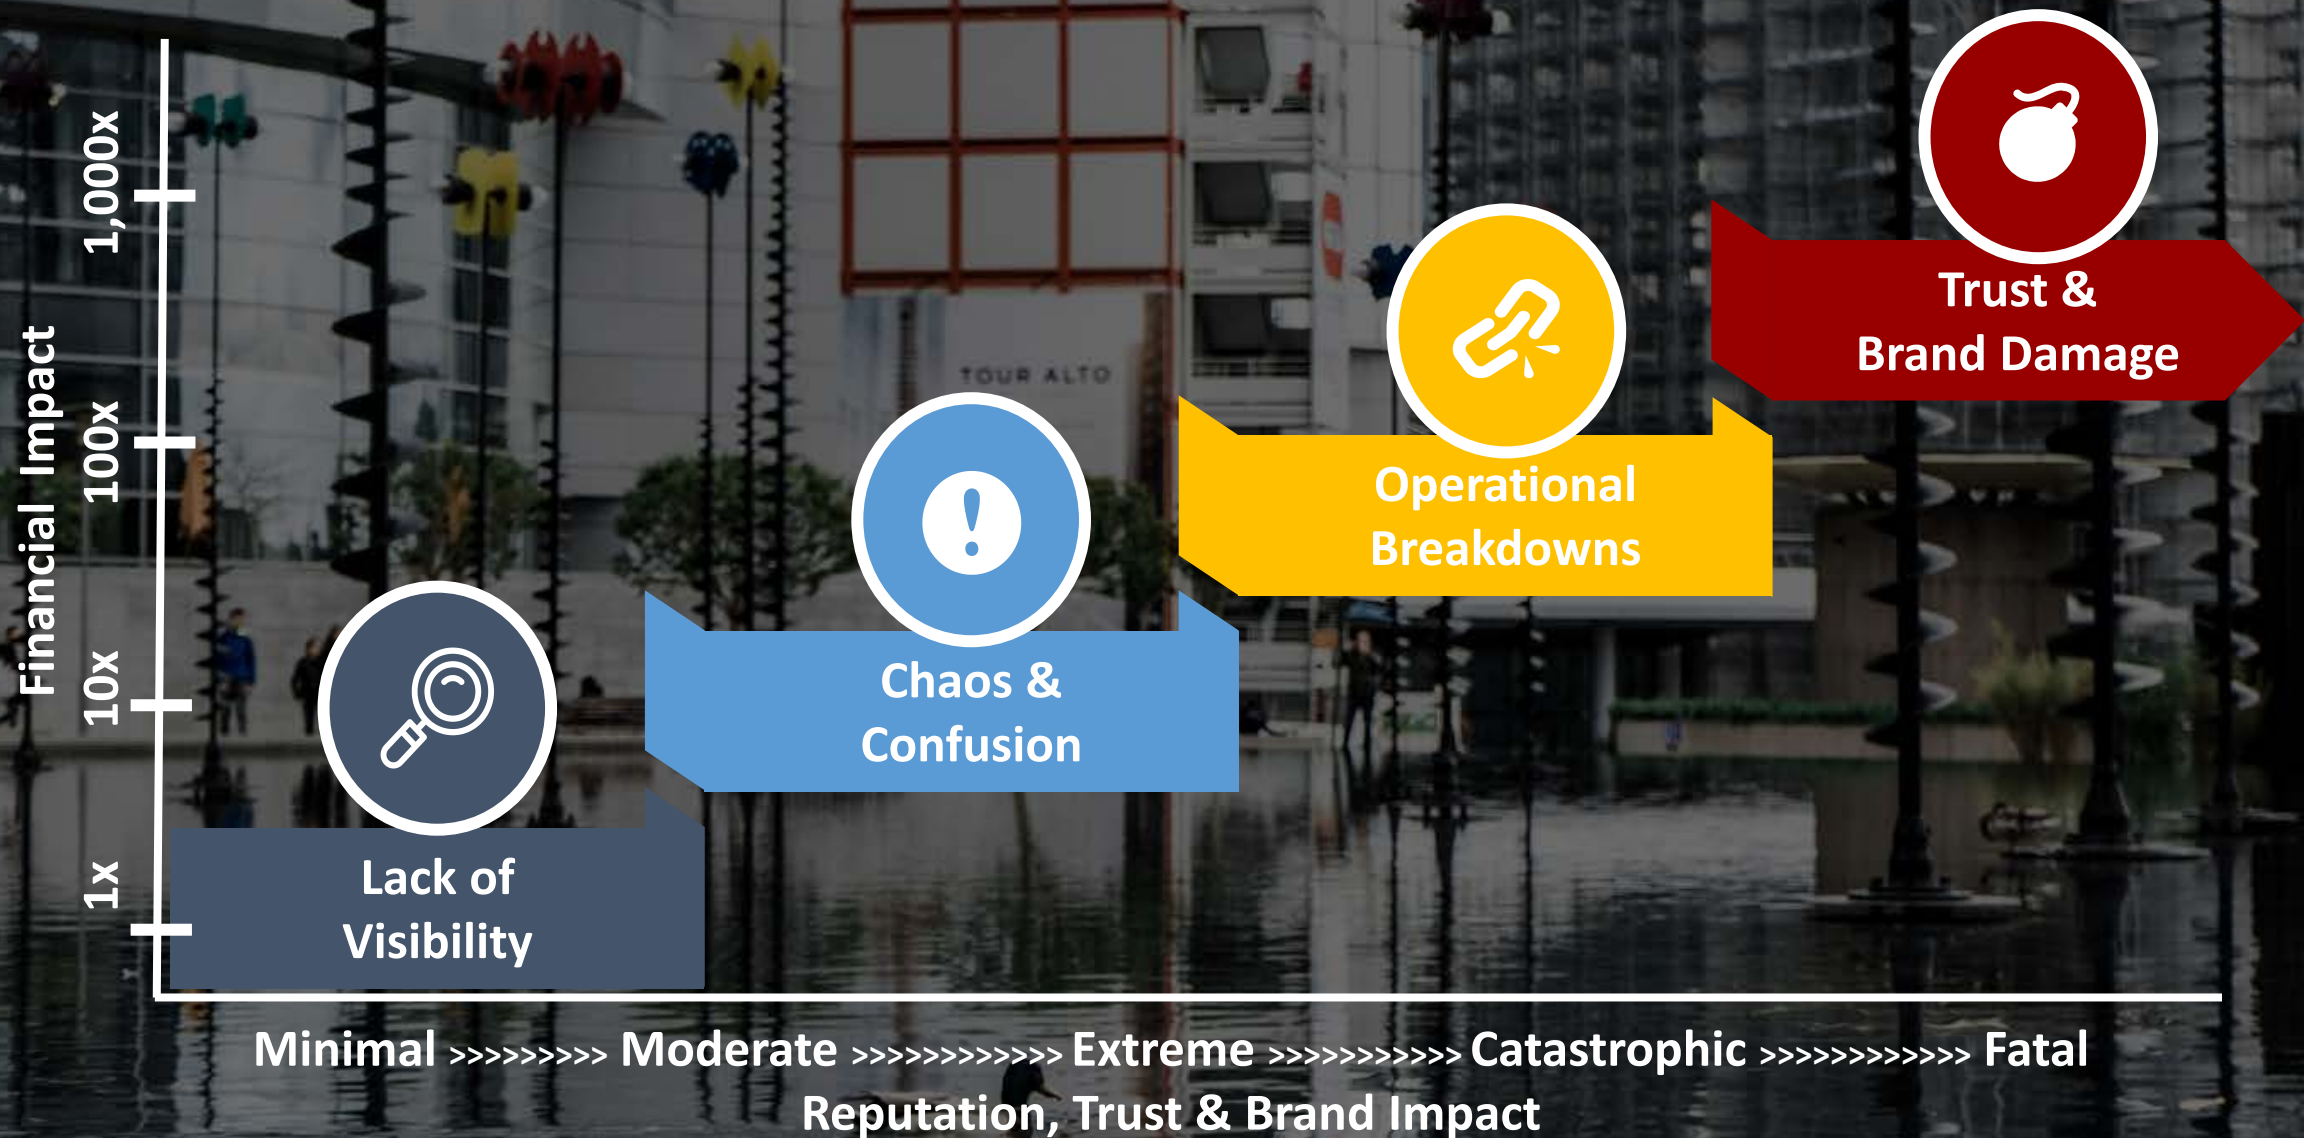 Financial Impact
1,000x
100x
10x
1x
TOUR ALTO
Trust &
Brand Damage
Operational
Breakdowns
Chaos &
Confusion
Lack of
Visibility
Minimal >>>>>>>>> Moderate >>>>>>>>>>>> Extreme >>>>>>>>>>> Catastrophic >>>>>>>>>>>> Fatal
Reputation, Trust & Brand Impact